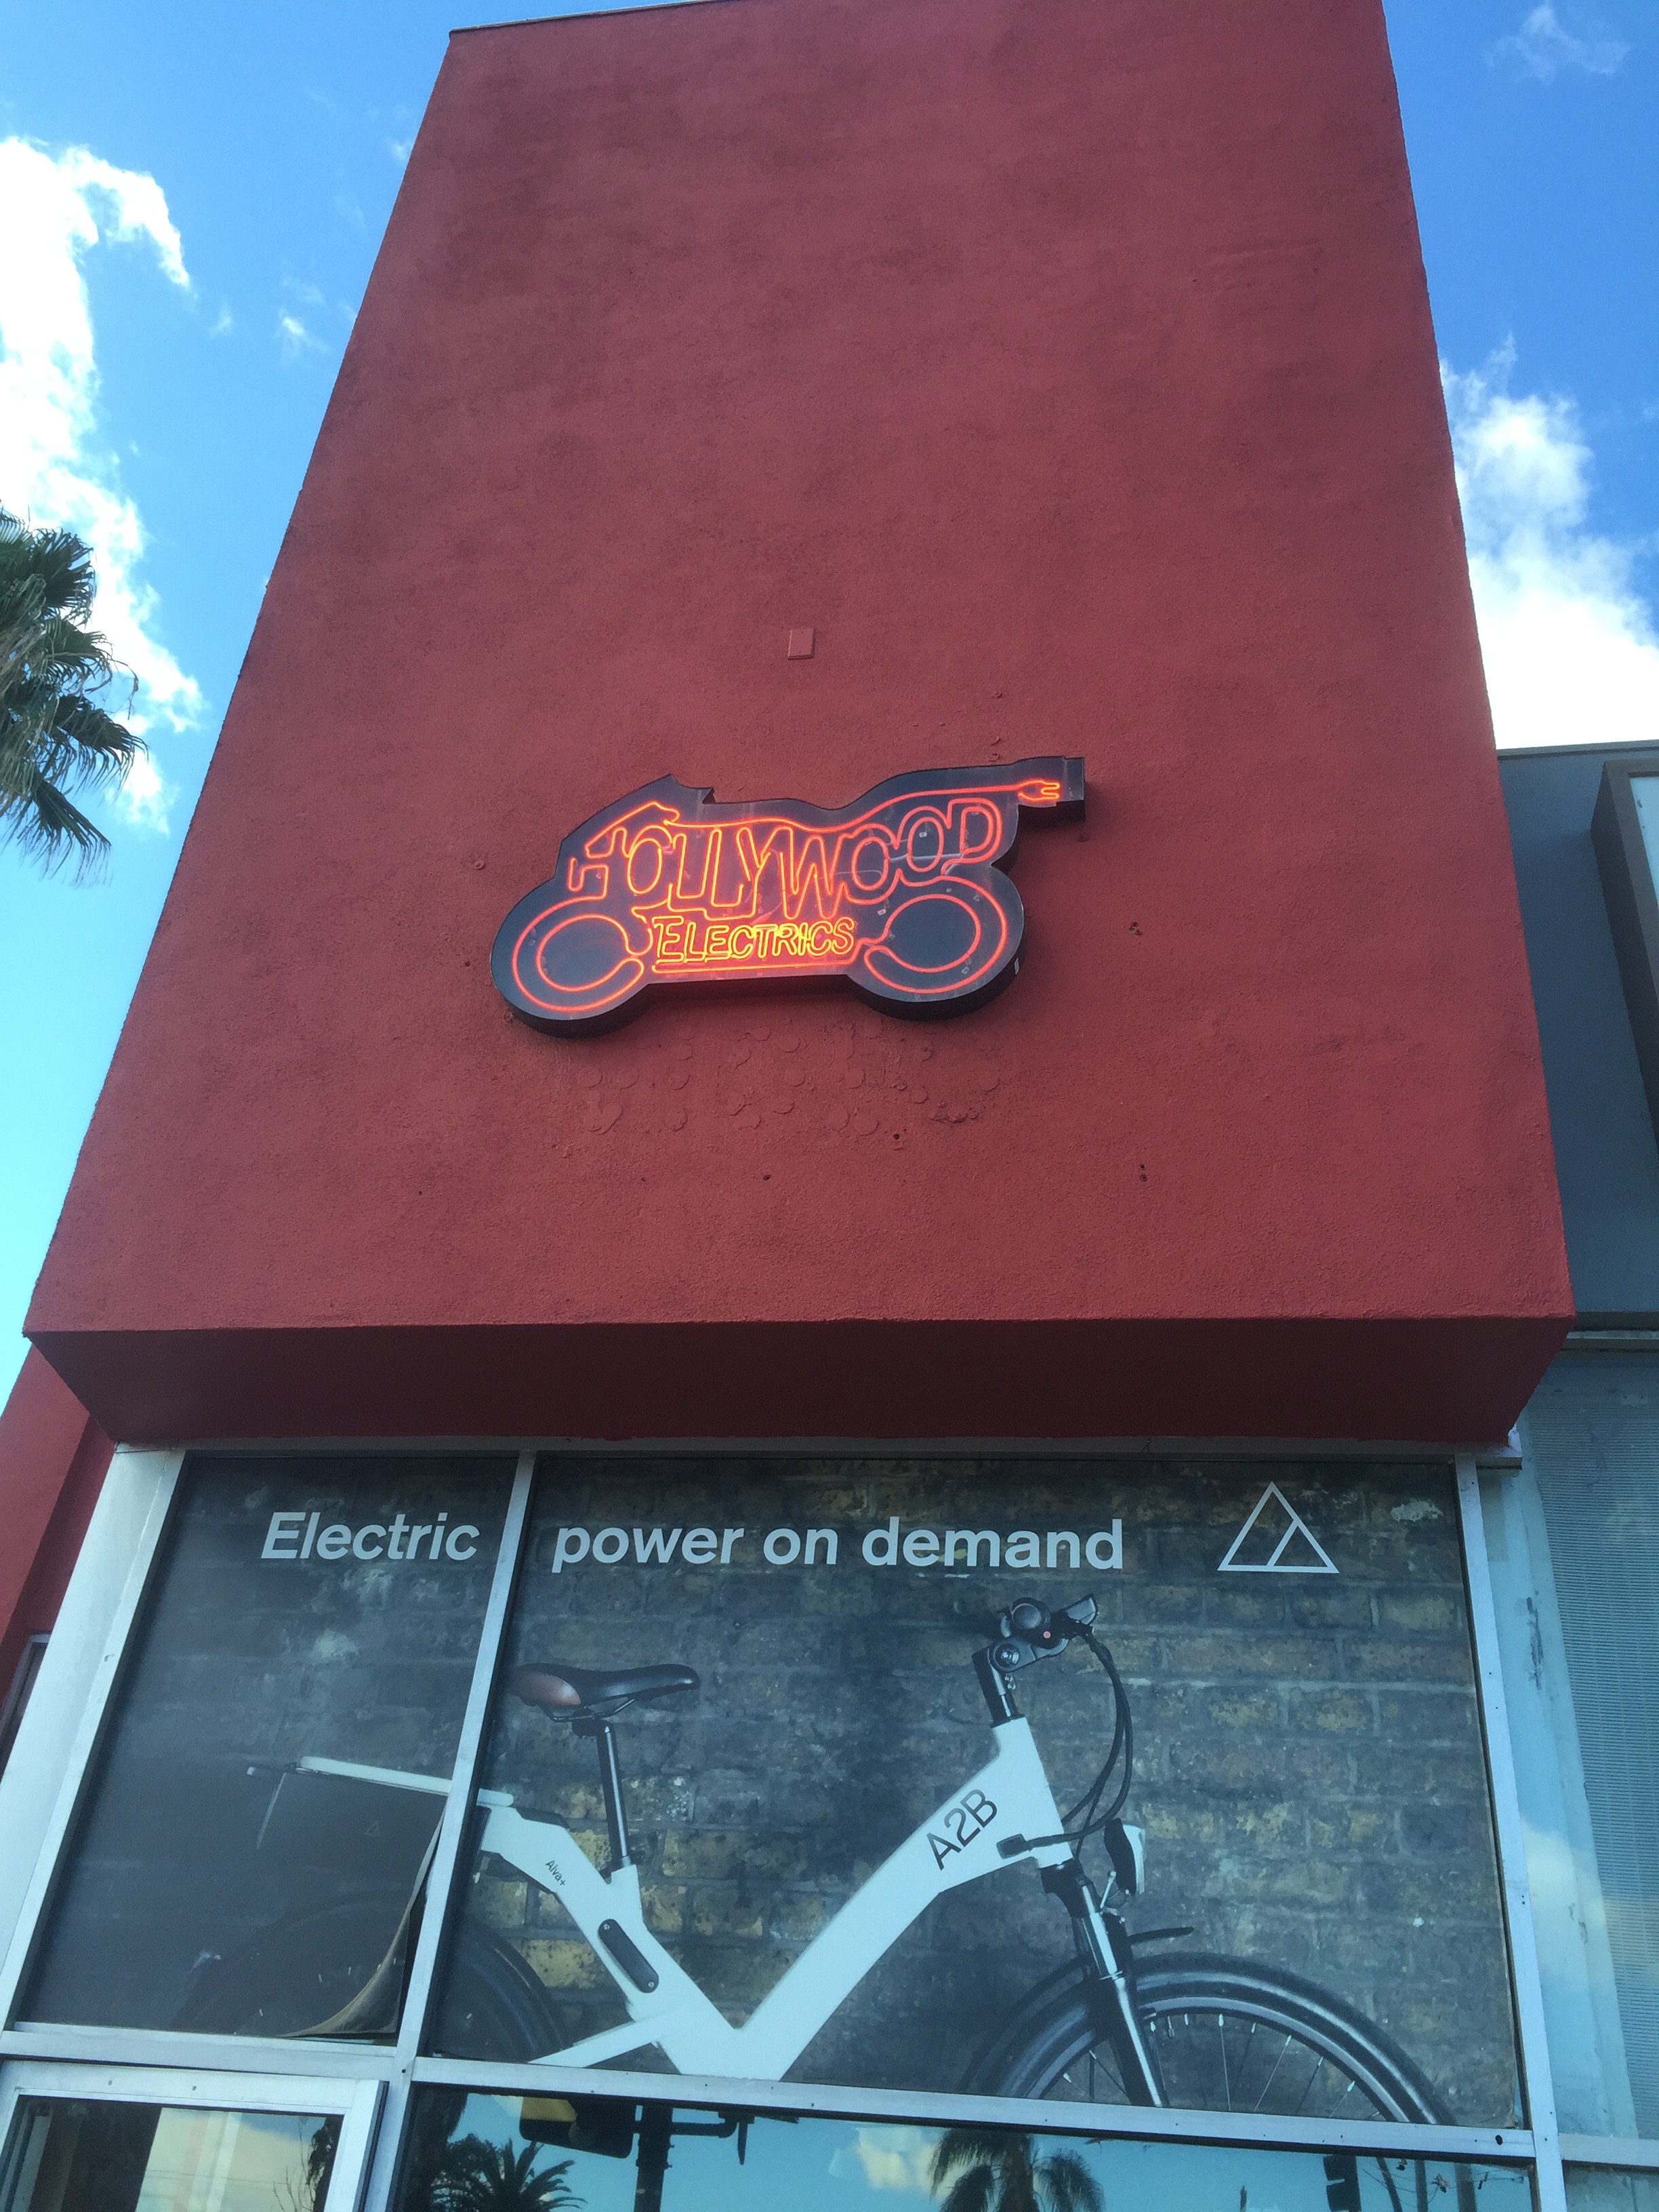 HOLLYWOOD
ELECTRICS
Electric power on demand
A2B
Alva+